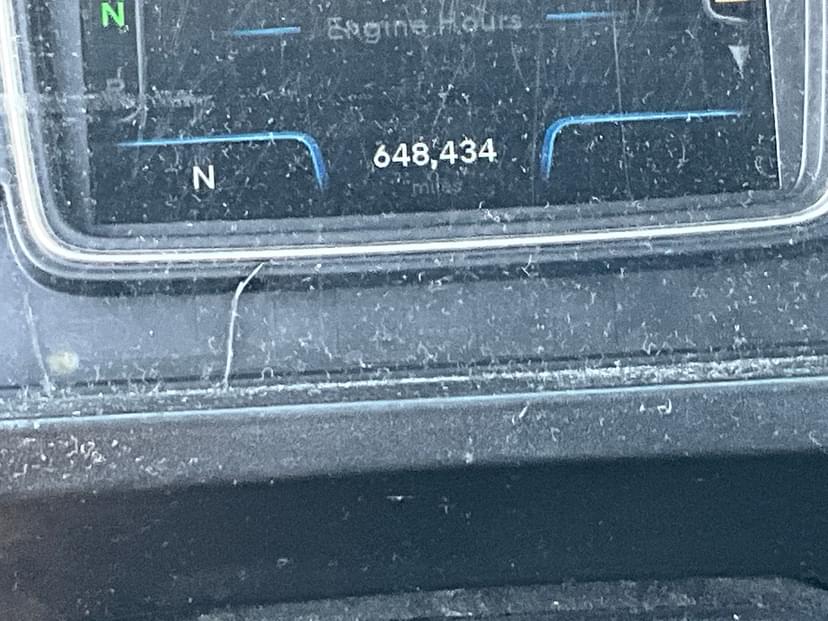 N
Engine Hours
648,434
miles
N